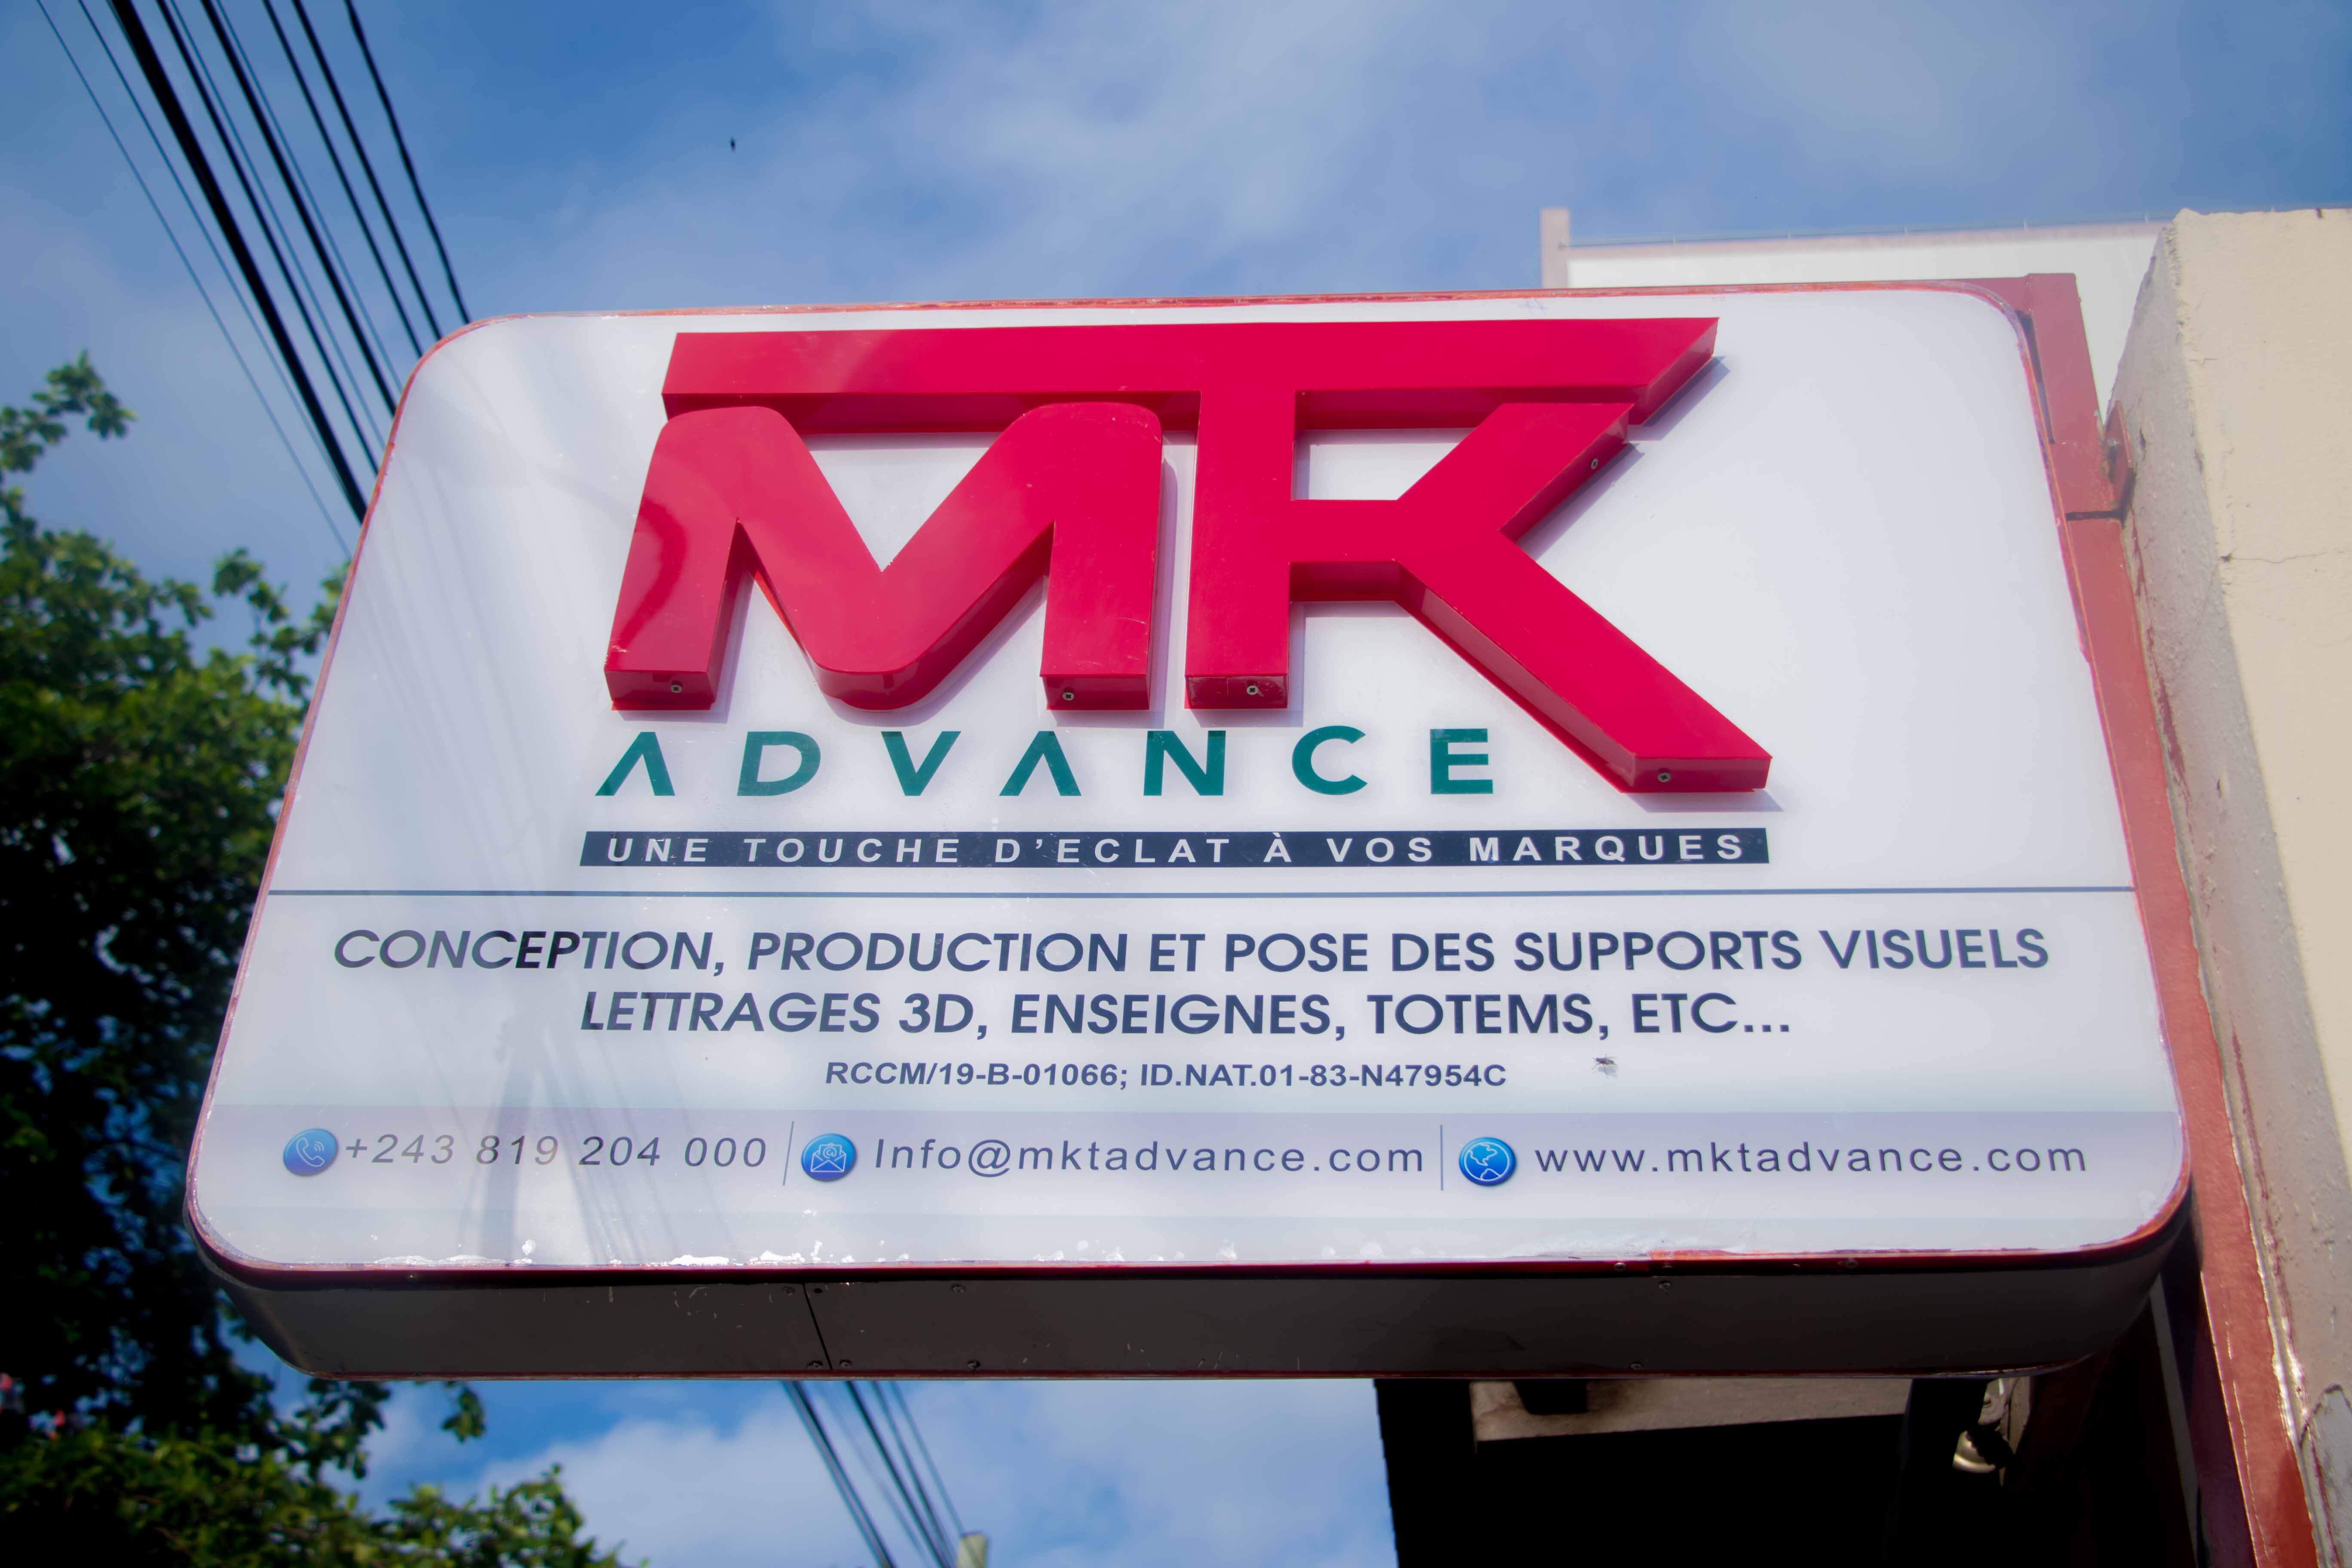 MKT
ADVANCE
UNE TOUCHE D'ECLAT À VOS MARQUES
CONCEPTION, PRODUCTION ET POSE DES SUPPORTS VISUELS
LETTRAGES 3D, ENSEIGNES, TOTEMS, ETC...
RCCM/19-B-01066; ID.NAT.01-83-N47954C
+243 819 204 000 Info@mktadvance.com www.mktadvance.com